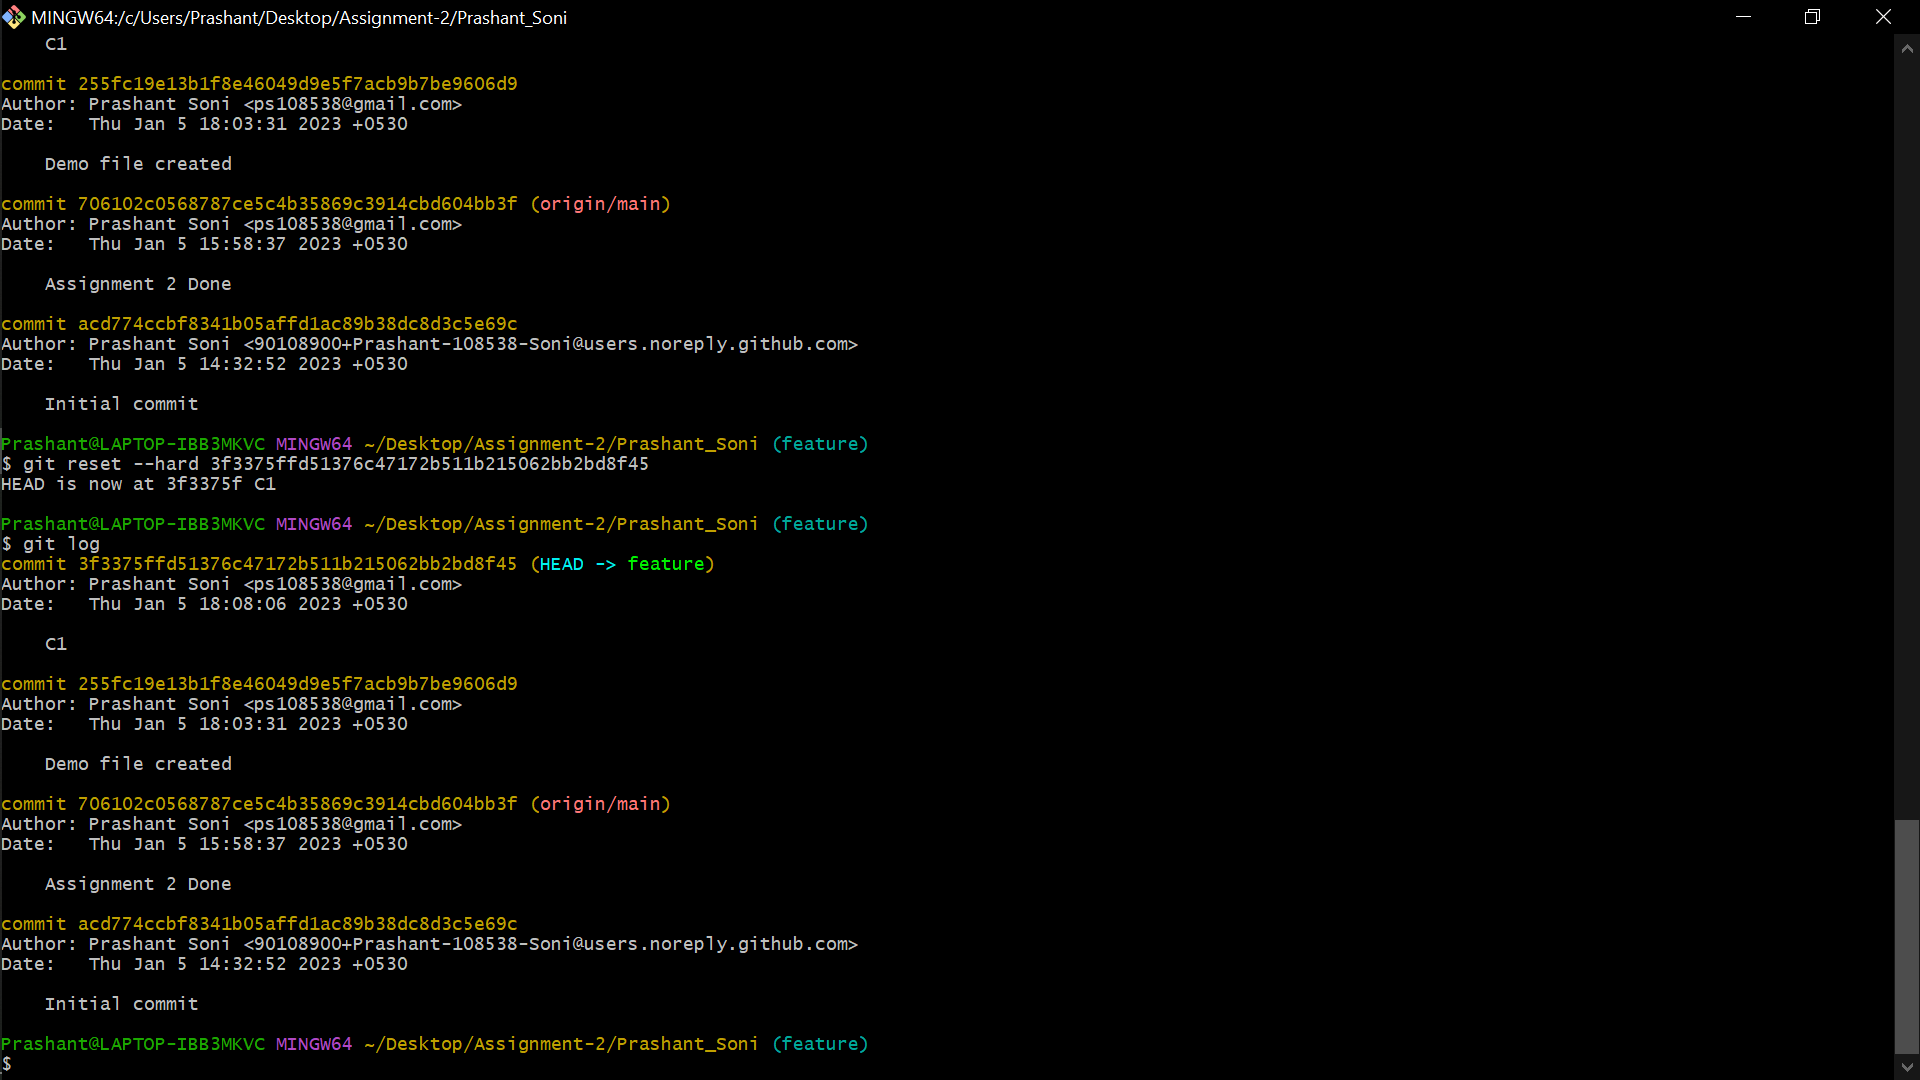 MINGW64:/c/Users/Prashant/Desktop/Assignment-2/Prashant_Soni
C1
commit 255fc19e13b1f8e46049d9e5f7acb9b7be9606d9
Author: Prashant Soni <ps108538@gmail.com>
Date:   Thu Jan 5 18:03:31 2023 +0530
Demo file created
commit 706102c0568787ce5c4b35869c3914cbd604bb3f (origin/main)
Author: Prashant Soni <ps108538@gmail.com>
Date:   Thu Jan 5 15:58:37 2023 +0530
Assignment 2 Done
commit acd774ccbf8341b05affd1ac89b38dc8d3c5e69c
Author: Prashant Soni <90108900+Prashant-108538-Soni@users.noreply.github.com>
Date:   Thu Jan 5 14:32:52 2023 +0530
Initial commit
Prashant@LAPTOP-IBB3MKVC MINGW64 ~/Desktop/Assignment-2/Prashant_Soni (feature)
$ git reset --hard 3f3375ffd51376c47172b511b215062bb2bd8f45
HEAD is now at 3f3375f C1
Prashant@LAPTOP-IBB3MKVC MINGW64 ~/Desktop/Assignment-2/Prashant_Soni (feature)
$ git log
commit 3f3375ffd51376c47172b511b215062bb2bd8f45 (HEAD -> feature)
Author: Prashant Soni <ps108538@gmail.com>
Date:   Thu Jan 5 18:08:06 2023 +0530
C1
commit 255fc19e13b1f8e46049d9e5f7acb9b7be9606d9
Author: Prashant Soni <ps108538@gmail.com>
Date:   Thu Jan 5 18:03:31 2023 +0530
Demo file created
commit 706102c0568787ce5c4b35869c3914cbd604bb3f (origin/main)
Author: Prashant Soni <ps108538@gmail.com>
Date:   Thu Jan 5 15:58:37 2023 +0530
Assignment 2 Done
commit acd774ccbf8341b05affd1ac89b38dc8d3c5e69c
Author: Prashant Soni <90108900+Prashant-108538-Soni@users.noreply.github.com>
Date:   Thu Jan 5 14:32:52 2023 +0530
Initial commit
Prashant@LAPTOP-IBB3MKVC MINGW64 ~/Desktop/Assignment-2/Prashant_Soni (feature)
$